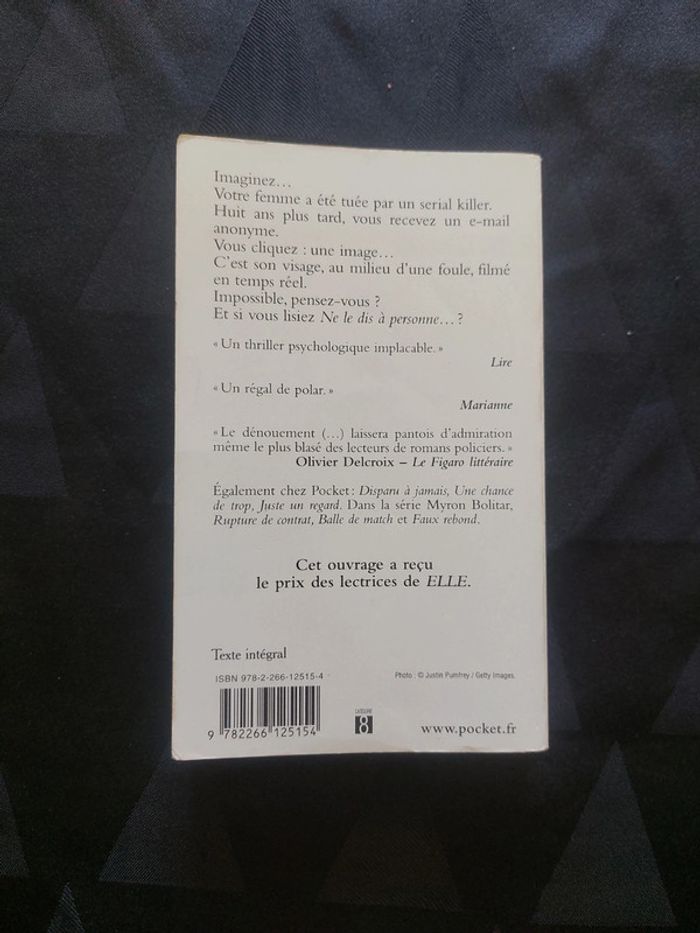 Imaginez...
Votre femme a été tuée par un serial killer.
Huit ans plus tard, vous recevez un e-mail
anonyme.
Vous cliquez : une image...
C'est son visage, au milieu d'une foule, filmé
en temps réel.
Impossible, pensez-vous ?
Et si vous lisiez Ne le dis à personne... ?
« Un thriller psychologique implacable. »
Lire
« Un régal de polar. »
Marianne
« Le dénouement (...) laissera pantois d'admiration
même le plus blasé des lecteurs de romans policiers. »
Olivier Delcroix – Le Figaro littéraire
Également chez Pocket : Disparu à jamais, Une chance
de trop, Juste un regard. Dans la série Myron Bolitar,
Rupture de contrat, Balle de match et Faux rebond.
Cet ouvrage a reçu
le prix des lectrices de ELLE.
Texte intégral
ISBN 978-2-266-12515-4
Photo : © Justin Pumfrey / Getty Images.
9 782266 125154
CATÉGORIE
8
www.pocket.fr